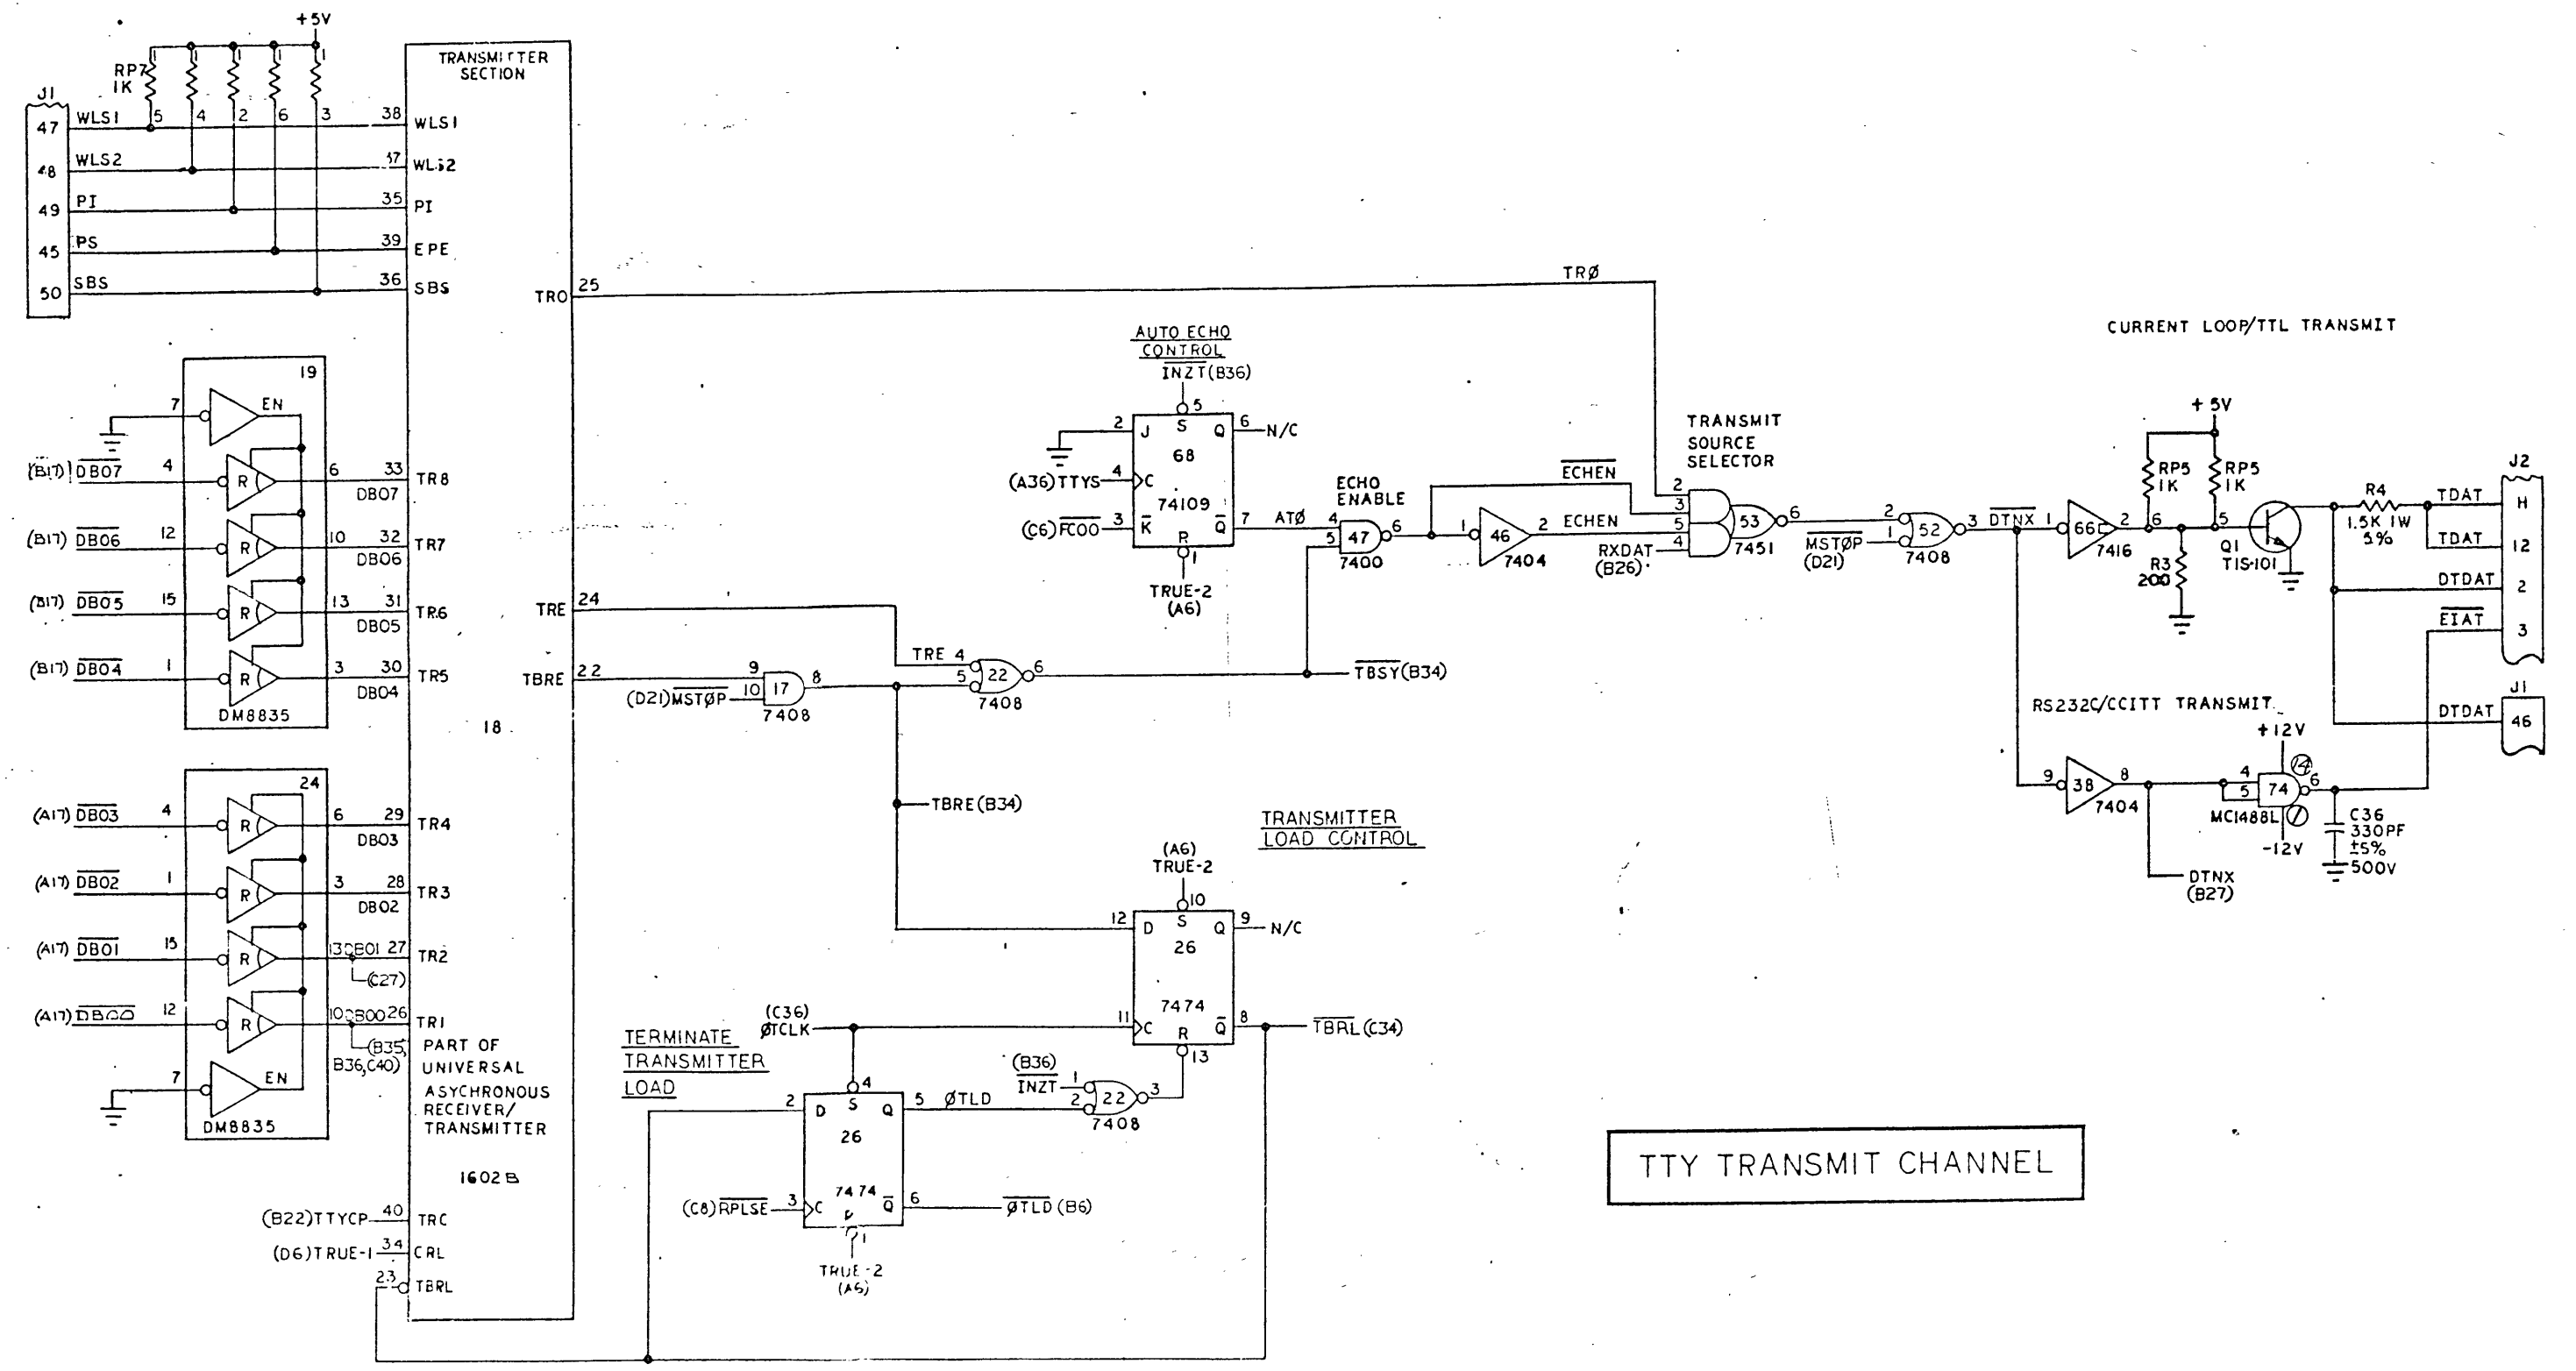 +5V
RP7
1K
1
1
1
1
1
5
4
2
6
3
J1
47
WLS1
48
WLS2
49
PI
45
PS
50
SBS
TRANSMITTER
SECTION
38
WLS1
WLS2
35
PI
39
EPE
36
SBS
TRO
25
TRØ
19
7
EN
(B17)
DB07
4
R
6
33
DB07
TR8
(B17)
DB06
12
R
10
32
DB06
TR7
(B17)
DB05
15
R
13
31
DB05
TR6
(B17)
DB04
1
R
3
30
DB04
TR5
DM8835
24
(A17)
DB03
4
R
6
29
DB03
TR4
(A17)
DB02
1
R
3
28
DB02
TR3
(A17)
DB01
15
R
13
DB01
27
TR2
(C27)
(A17)
DB00
12
R
10
DB00
26
TR1
(B35,
B36,C40)
7
EN
DM8835
18
PART OF
UNIVERSAL
ASYCHRONOUS
RECEIVER/
TRANSMITTER
1602B
(B22)TTYCP
40
TRC
(D6)TRUE-1
34
CRL
23
TBRL
TRE
24
TBRE
22
AUTO ECHO
CONTROL
INZT(B36)
5
2
J
S
Q
6
N/C
68
(A36)TTYS
4
C
74109
(C6)FC00
3
K
Q
7
ATØ
R
1
TRUE-2
(A6)
ECHO
ENABLE
4
5
47
6
7400
ECHEN
1
46
2
7404
ECHEN
TRANSMIT
SOURCE
SELECTOR
2
3
5
4
53
6
7451
RXDAT
(B26)
2
1
52
3
7408
MSTØP
(D21)
DTNX
1
66
2
7416
TRE
4
5
22
6
7408
TBSY(B34)
9
10
17
8
7408
(D21)MSTØP
TBRE(B34)
CURRENT LOOP/TTL TRANSMIT
+5V
RP5
1K
RP5
1K
6
5
R3
200
Q1
TIS-101
R4
1.5K 1W
5%
J2
TDAT
H
TDAT
12
DTDAT
2
EIAT
3
J1
DTDAT
46
RS232C/CCITT TRANSMIT
+12V
14
9
38
8
7404
4
5
74
6
MC1488L
1
-12V
C36
330PF
±5%
500V
DTNX
(B27)
TRANSMITTER
LOAD CONTROL
(A6)
TRUE-2
10
12
D
S
Q
9
N/C
26
7474
11
C
R
Q
8
TBRL(C34)
13
(C36)
ØTCLK
TERMINATE
TRANSMITTER
LOAD
4
2
D
S
Q
5
ØTLD
26
7474
(C8)RPLSE
3
C
Q
6
ØTLD(B6)
1
TRUE-2
(A6)
(B36)
INZT
1
2
22
3
7408
TTY TRANSMIT CHANNEL